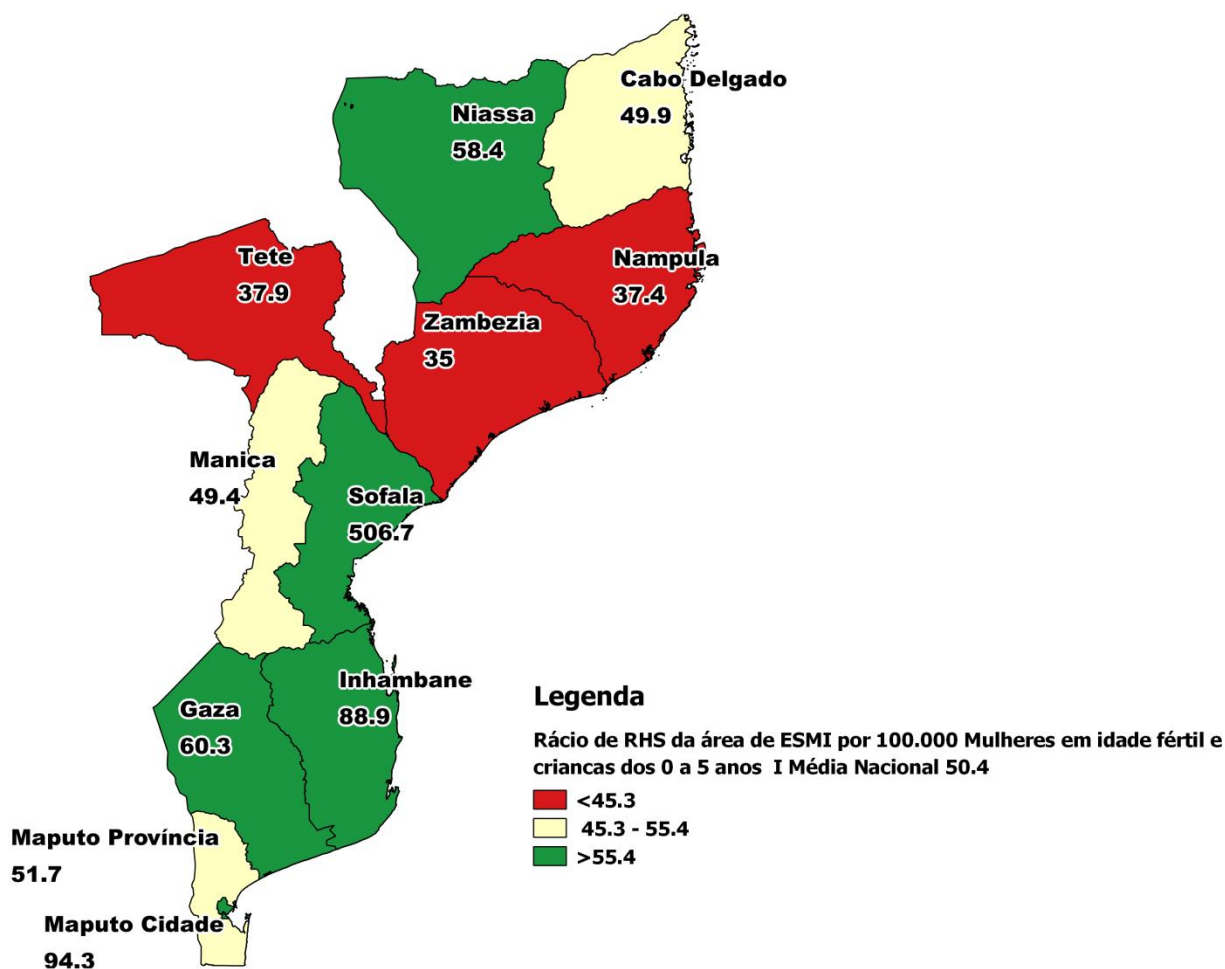 Cabo Delgado
49.9
Niassa
58.4
Tete
37.9
Nampula
37.4
Zambezia
35
Manica
49.4
Sofala
506.7
Inhambane
88.9
Gaza
60.3
Maputo Província
51.7
Maputo Cidade
94.3
Legenda
Rácio de RHS da área de ESMI por 100.000 Mulheres em idade fértil e
criancas dos 0 a 5 anos I Média Nacional 50.4
<45.3
45.3 - 55.4
>55.4